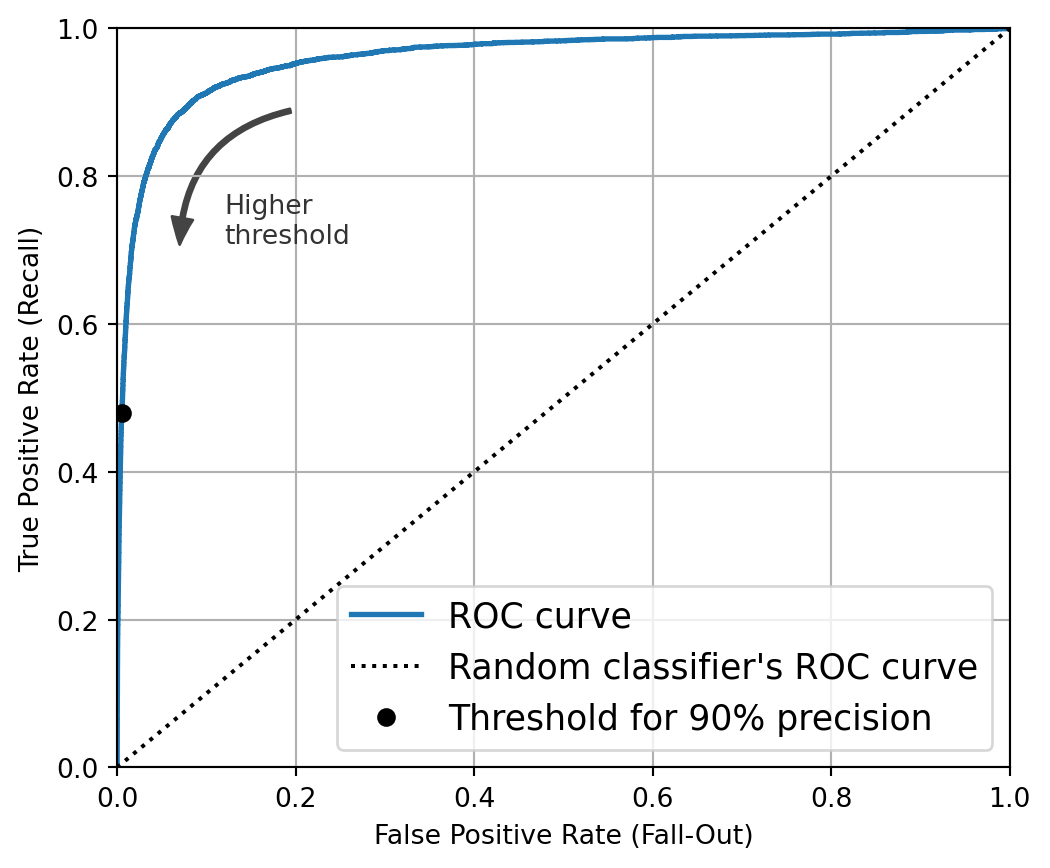 1.0
0.8
0.6
0.4
0.2
0.0
True Positive Rate (Recall)
Higher
threshold
ROC curve
Random classifier's ROC curve
Threshold for 90% precision
0.0 0.2 0.4 0.6 0.8 1.0
False Positive Rate (Fall-Out)